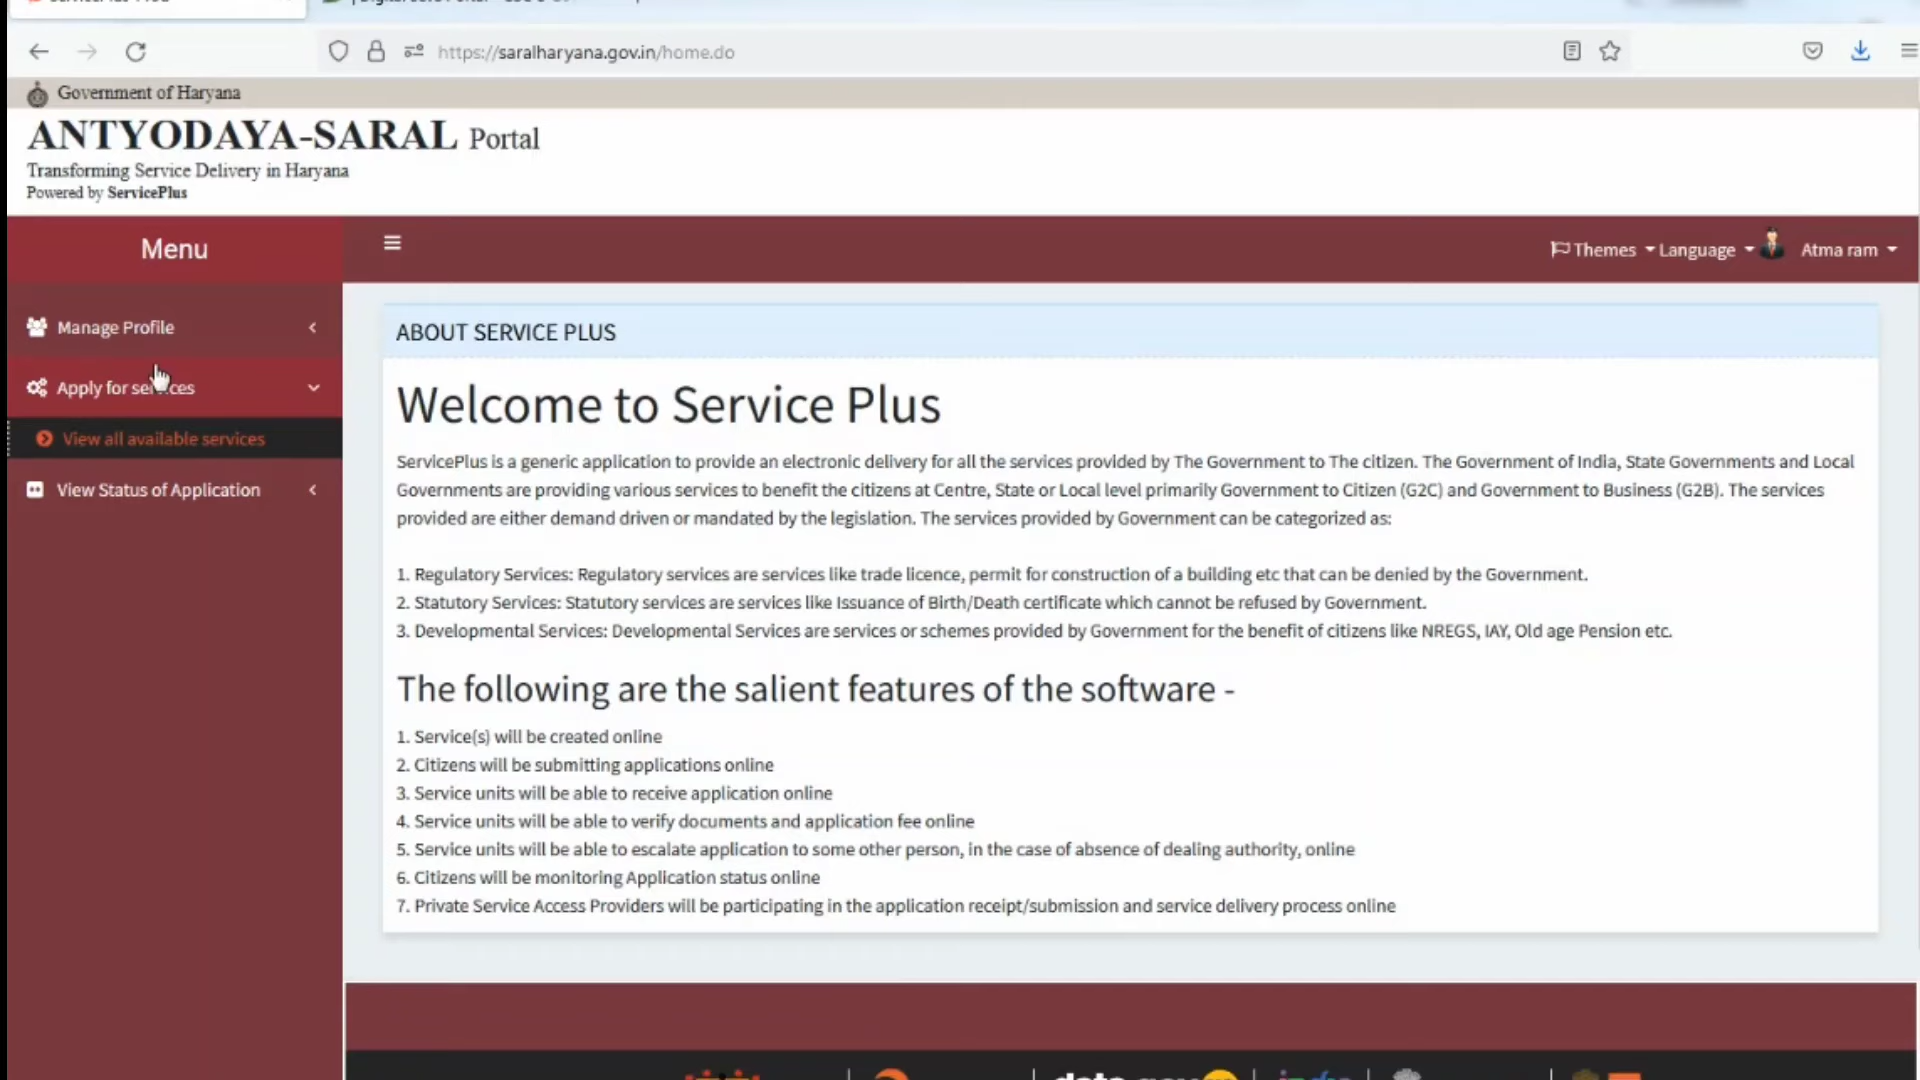 https://saralharyana.gov.in/home.do
Government of Haryana
ANTYODAYA-SARAL Portal
Transforming Service Delivery in Haryana
Powered by ServicePlus
Menu
Themes Language Atma ram
Manage Profile
Apply for services
View all available services
View Status of Application
ABOUT SERVICE PLUS
Welcome to Service Plus
ServicePlus is a generic application to provide an electronic delivery for all the services provided by The Government to The citizen. The Government of India, State Governments and Local
Governments are providing various services to benefit the citizens at Centre, State or Local level primarily Government to Citizen (G2C) and Government to Business (G2B). The services
provided are either demand driven or mandated by the legislation. The services provided by Government can be categorized as:
1. Regulatory Services: Regulatory services are services like trade licence, permit for construction of a building etc that can be denied by the Government.
2. Statutory Services: Statutory services are services like Issuance of Birth/Death certificate which cannot be refused by Government.
3. Developmental Services: Developmental Services are services or schemes provided by Government for the benefit of citizens like NREGS, IAY, Old age Pension etc.
The following are the salient features of the software -
1. Service(s) will be created online
2. Citizens will be submitting applications online
3. Service units will be able to receive application online
4. Service units will be able to verify documents and application fee online
5. Service units will be able to escalate application to some other person, in the case of absence of dealing authority, online
6. Citizens will be monitoring Application status online
7. Private Service Access Providers will be participating in the application receipt/submission and service delivery process online